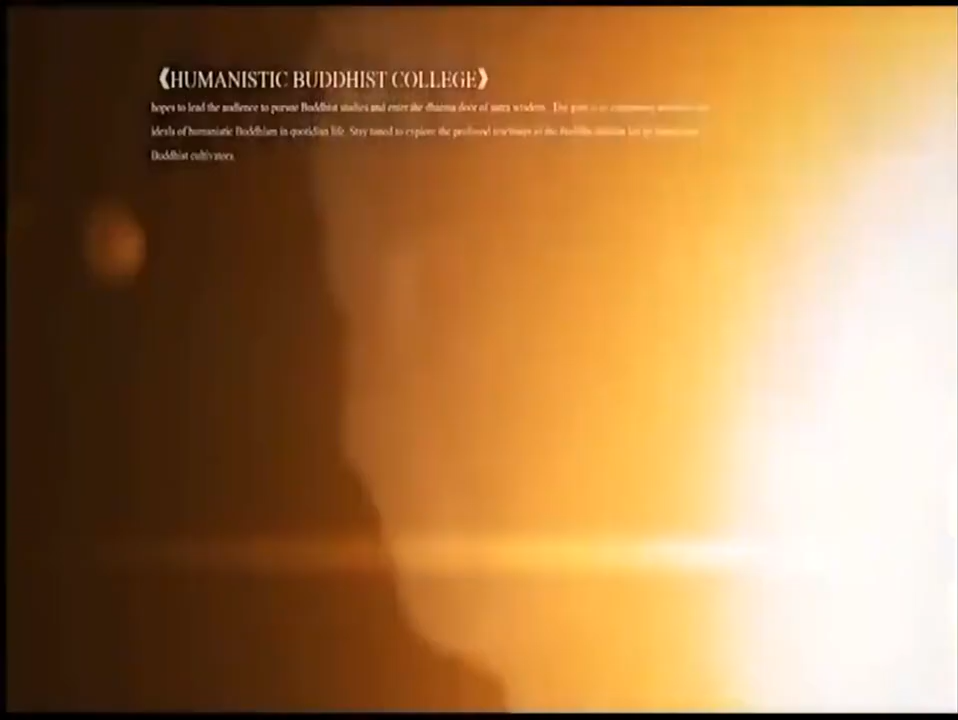 《HUMANISTIC BUDDHIST COLLEGE》
hopes to lead the audience to pursue Buddhist studies and enter the dharma door of sutra wisdom. The goal is to
ideals of humanistic Buddhism in quotidian life. Stay tuned to explore the profound teachings of the
Buddhist cultivators.